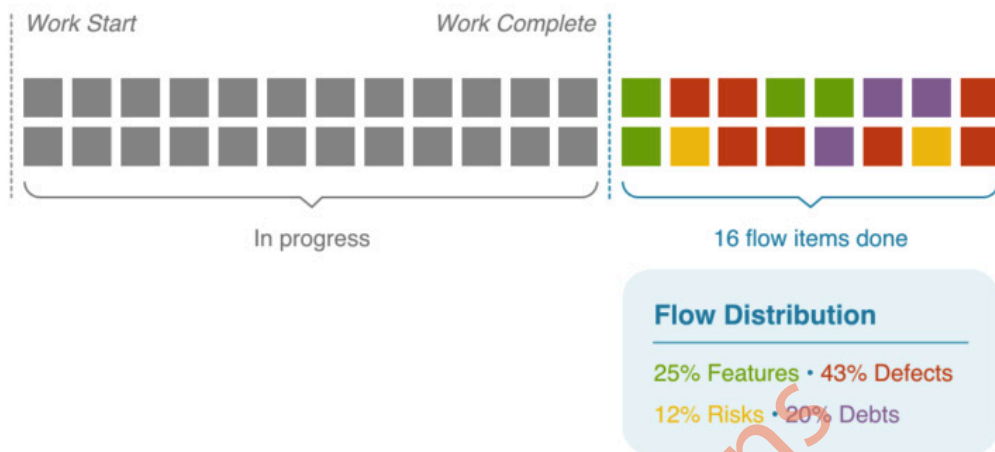 Work Start
Work Complete
In progress
16 flow items done
Flow Distribution
25% Features • 43% Defects
12% Risks • 20% Debts
ns